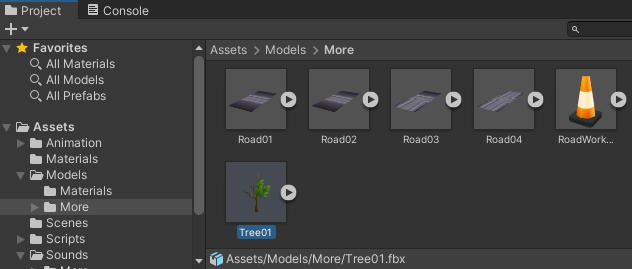 Project Console
+
Favorites
All Materials
All Models
All Prefabs
Assets
Animation
Materials
Models
Materials
More
Scenes
Scripts
Sounds
Assets > Models > More
Road01 Road02 Road03 Road04 RoadWork...
Tree01
Assets/Models/More/Tree01.fbx